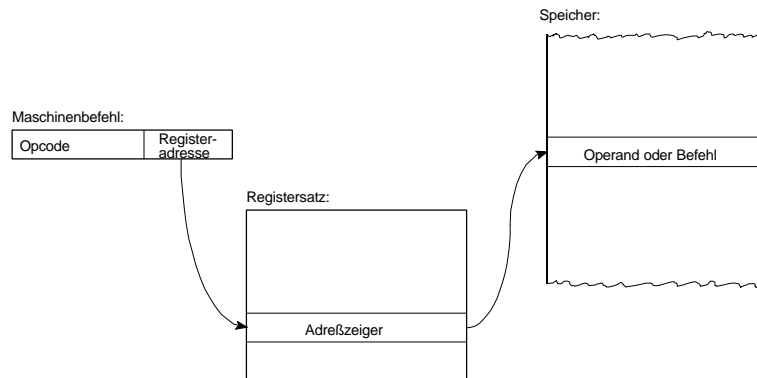 Speicher:
Maschinenbefehl:
Opcode
Register-
adresse
Operand oder Befehl
Registersatz:
Adreßzeiger